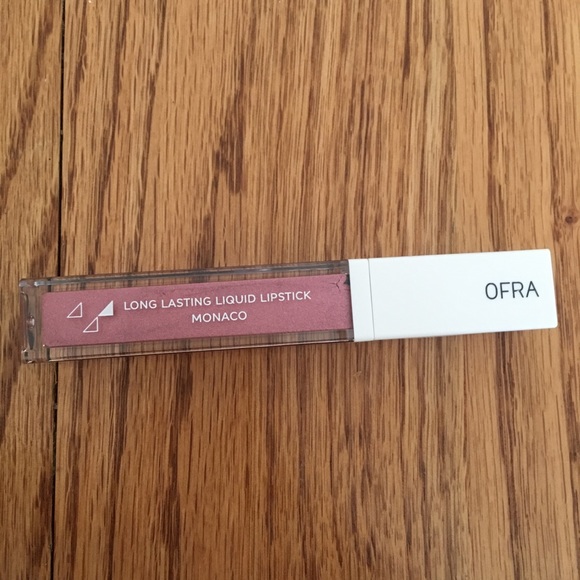 LONG LASTING LIQUID LIPSTICK
MONACO
OFRA